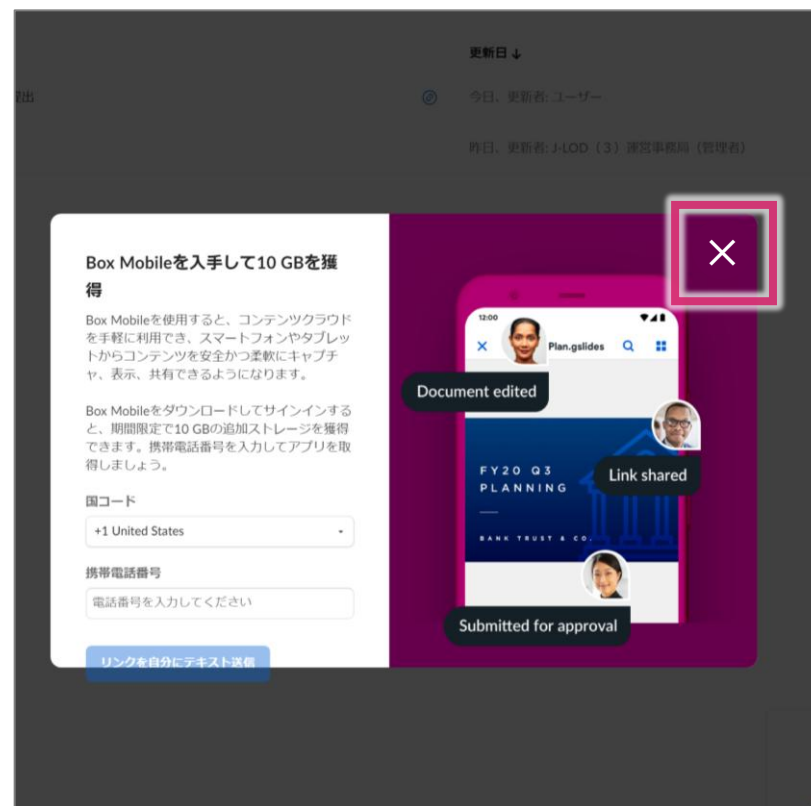 更新日↓
今日、更新者: ユーザー
昨日、更新者: J-LOD（3）運営事務局（管理者）
Box Mobileを入手して10 GBを獲
得
Box Mobileを使用すると、コンテンツクラウド
を手軽に利用でき、スマートフォンやタブレッ
トからコンテンツを安全かつ柔軟にキャプチ
ャ、表示、共有できるようになります。
Box Mobileをダウンロードしてサインインする
と、期間限定で10 GBの追加ストレージを獲得
できます。携帯電話番号を入力してアプリを取
得しましょう。
国コード
+1 United States
携帯電話番号
電話番号を入力してください
リンクを自分にテキスト送信
12:00
Plan.gslides
Document edited
Link shared
FY20 Q3
PLANNING
BANK TRUST & CO.
Submitted for approval